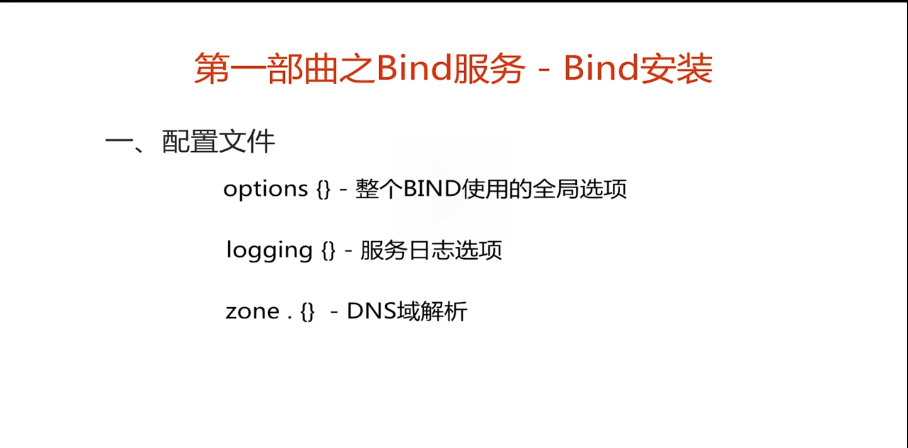 第一部曲之Bind服务 - Bind安装
一、配置文件
options {} - 整个BIND使用的全局选项
logging {} - 服务日志选项
zone . {} - DNS域解析